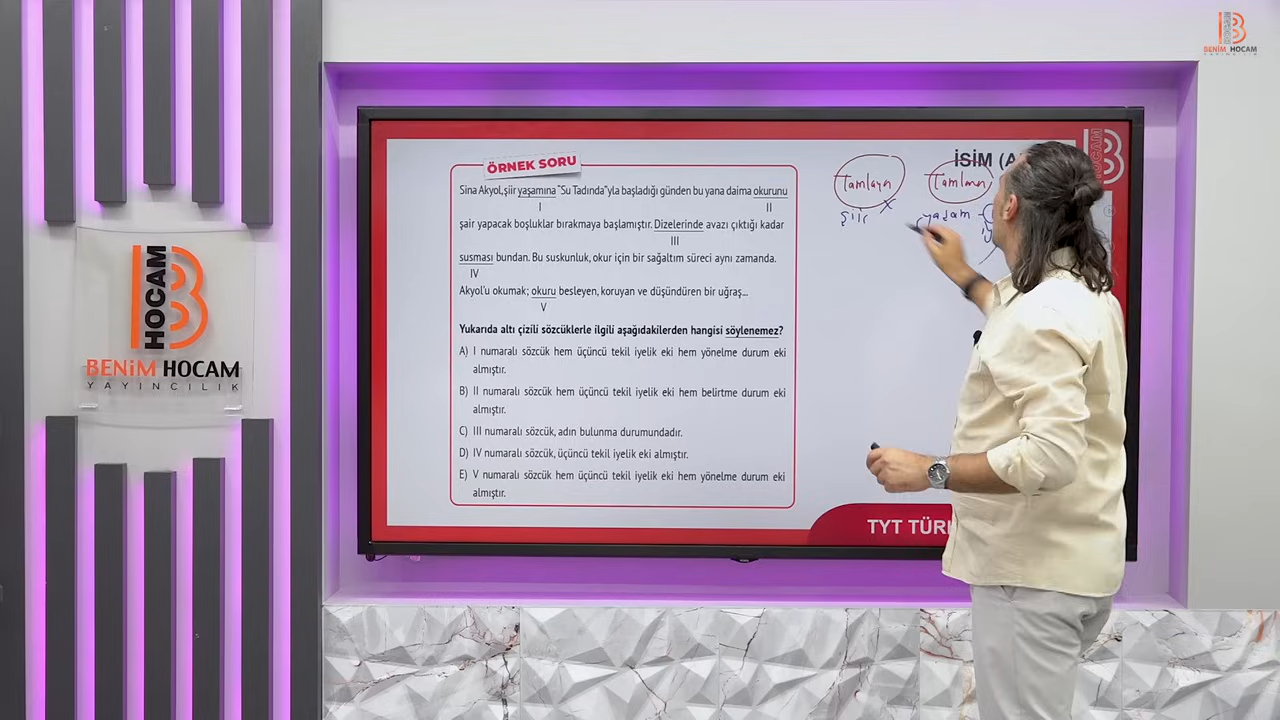 BENİM HOCAM
YAYINCILIK
HOCAM
BENİM HOCAM
YAYINCILIK
ÖRNEK SORU
Sina Akyol, şiir yaşamına "Su Tadında"yla başladığı günden bu yana daima okurunu
I
II
şair yapacak boşluklar bırakmaya başlamıştır. Dizelerinde avazı çıktığı kadar
III
susması bundan. Bu suskunluk, okur için bir sağaltım süreci aynı zamanda.
IV
Akyol'u okumak; okuru besleyen, koruyan ve düşündüren bir uğraş...
V
Yukarıda altı çizili sözcüklerle ilgili aşağıdakilerden hangisi söylenemez?
A) I numaralı sözcük hem üçüncü tekil iyelik eki hem yönelme durum eki
almıştır.
B) II numaralı sözcük hem üçüncü tekil iyelik eki hem belirtme durum eki
almıştır.
C) III numaralı sözcük, adın bulunma durumundadır.
D) IV numaralı sözcük, üçüncü tekil iyelik eki almıştır.
E) V numaralı sözcük hem üçüncü tekil iyelik eki hem yönelme durum eki
almıştır.
İSİM (A
HOCAM
Tamlayan Tamlanan
şiir x yaşam
TYT TÜR